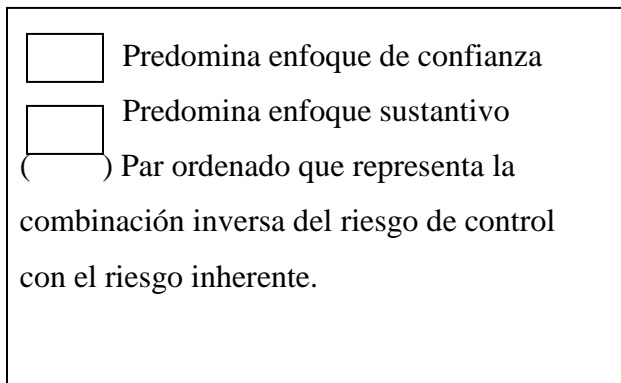 Predomina enfoque de confianza
Predomina enfoque sustantivo
( ) Par ordenado que representa la
combinación inversa del riesgo de control
con el riesgo inherente.